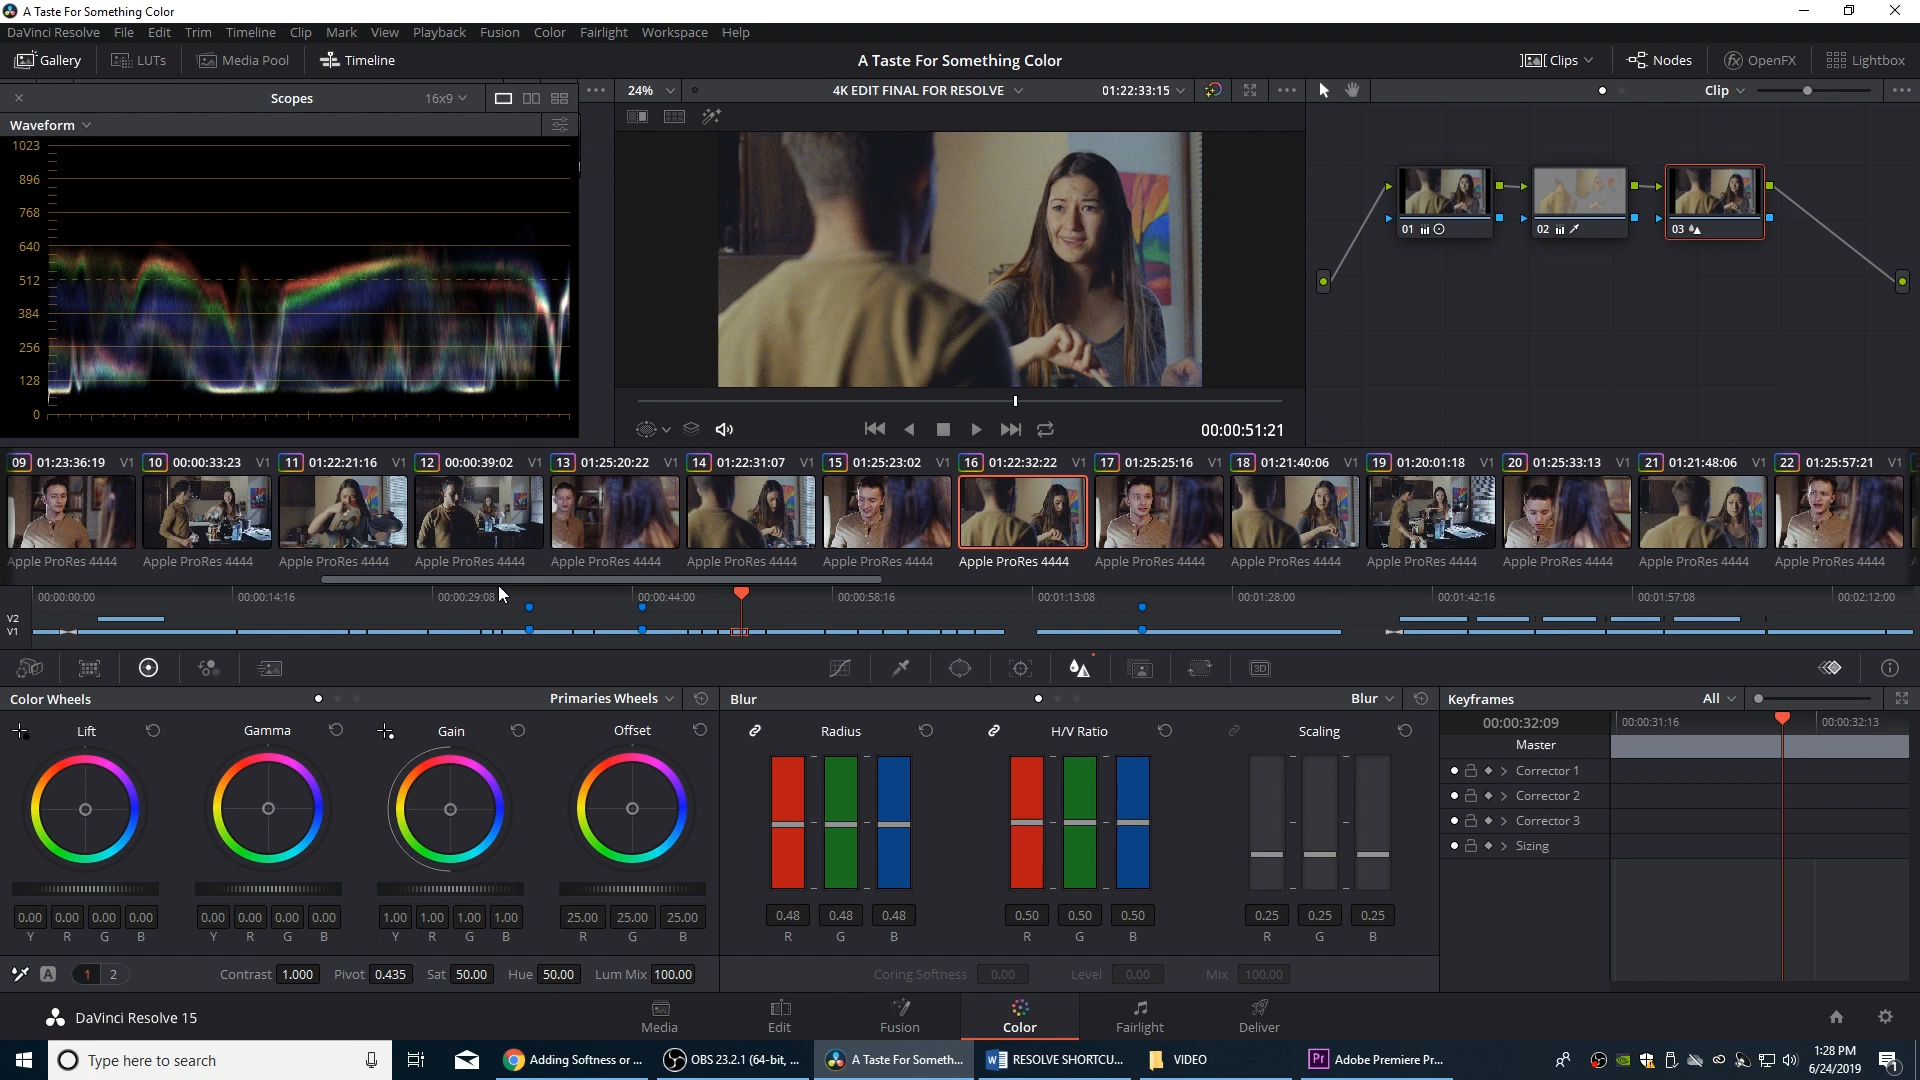 A Taste For Something Color
DaVinci Resolve File Edit Trim Timeline Clip Mark View Playback Fusion Color Fairlight Workspace Help
Gallery LUTs Media Pool Timeline A Taste For Something Color Clips Nodes OpenFX Lightbox
Scopes 16x9 24% 4K EDIT FINAL FOR RESOLVE 01:22:33:15 Clip
Waveform
1023
896
768
640
512
384
256
128
0
01 02 03
00:00:51:21
09 01:23:36:19 V1 10 00:00:33:23 V1 11 01:22:21:16 V1 12 00:00:39:02 V1 13 01:25:20:22 V1 14 01:22:31:07 V1 15 01:25:23:02 V1 16 01:22:32:22 V1 17 01:25:25:16 V1 18 01:21:40:06 V1 19 01:20:01:18 V1 20 01:25:33:13 V1 21 01:21:48:06 V1 22 01:25:57:21 V1
Apple ProRes 4444 Apple ProRes 4444 Apple ProRes 4444 Apple ProRes 4444 Apple ProRes 4444 Apple ProRes 4444 Apple ProRes 4444 Apple ProRes 4444 Apple ProRes 4444 Apple ProRes 4444 Apple ProRes 4444 Apple ProRes 4444 Apple ProRes 4444 Apple ProRes 4444
00:00:00:00 00:00:14:16 00:00:29:08 00:00:44:00 00:00:58:16 00:01:13:08 00:01:28:00 00:01:42:16 00:01:57:08 00:02:12:00
V2
V1
3D
Color Wheels Primaries Wheels Blur Blur Keyframes All
Lift Gamma Gain Offset Radius H/V Ratio Scaling 00:00:32:09 00:00:31:16 00:00:32:13
Master
Corrector 1
Corrector 2
Corrector 3
Sizing
0.00 0.00 0.00 0.00 0.00 0.00 0.00 0.00 1.00 1.00 1.00 1.00 25.00 25.00 25.00 0.48 0.48 0.48 0.50 0.50 0.50 0.25 0.25 0.25
Y R G B Y R G B Y R G B R G B R G B R G B R G B
A 1 2 Contrast 1.000 Pivot 0.435 Sat 50.00 Hue 50.00 Lum Mix 100.00 Coring Softness 0.00 Level 0.00 Mix 100.00
DaVinci Resolve 15 Media Edit Fusion Color Fairlight Deliver
Type here to search Adding Softness or ... OBS 23.2.1 (64-bit, ... A Taste For Someth... RESOLVE SHORTCU... VIDEO Pr Adobe Premiere Pr... 1:28 PM
6/24/2019 1